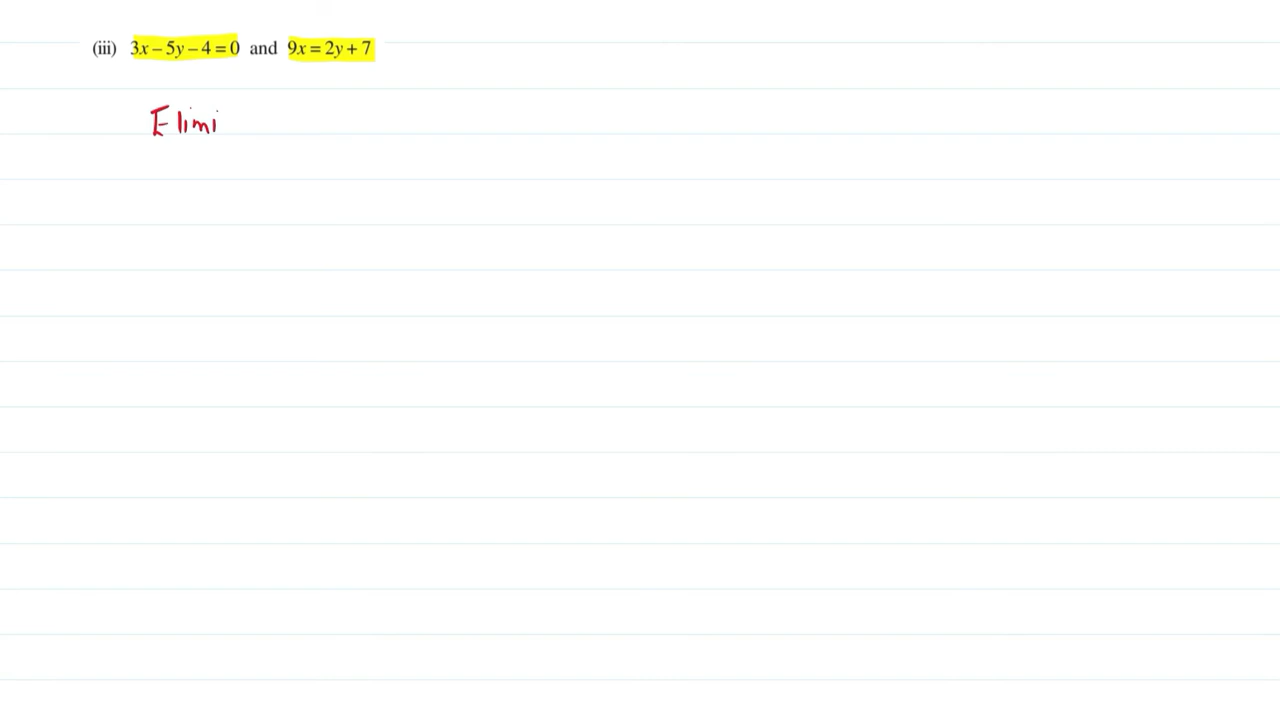 (iii) 3x – 5y – 4 = 0 and 9x = 2y + 7
Elimi